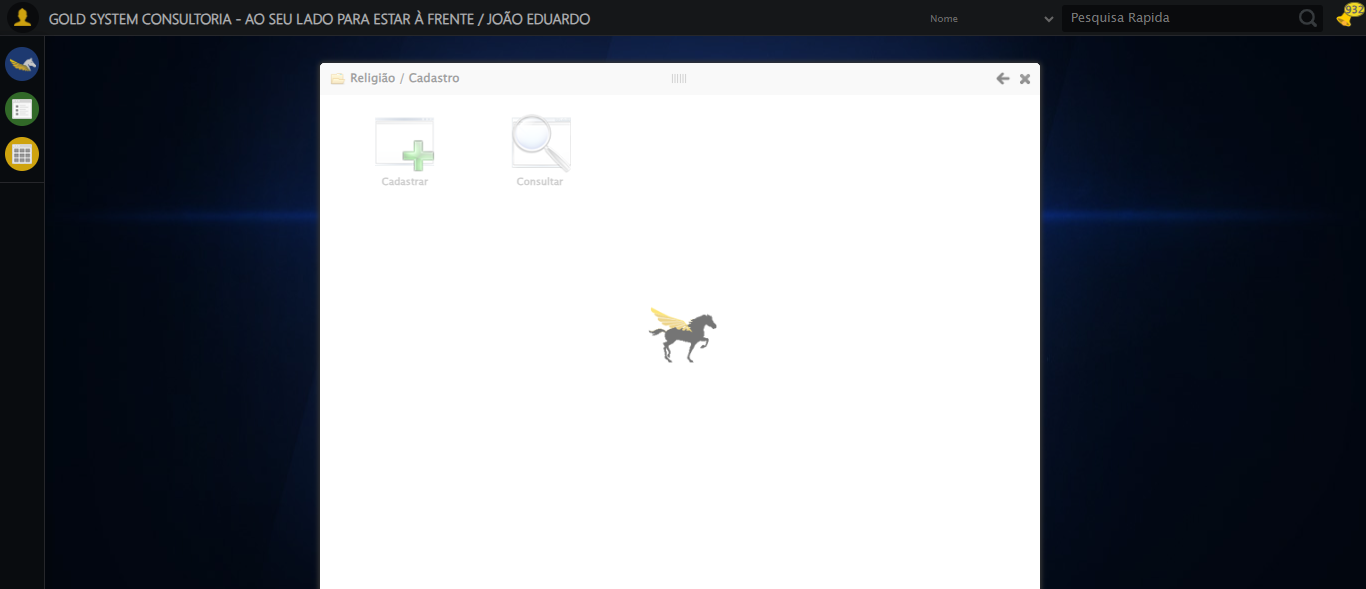 GOLD SYSTEM CONSULTORIA - AO SEU LADO PARA ESTAR À FRENTE / JOÃO EDUARDO
Nome
Pesquisa Rapida
932
Religião / Cadastro
Cadastrar
Consultar